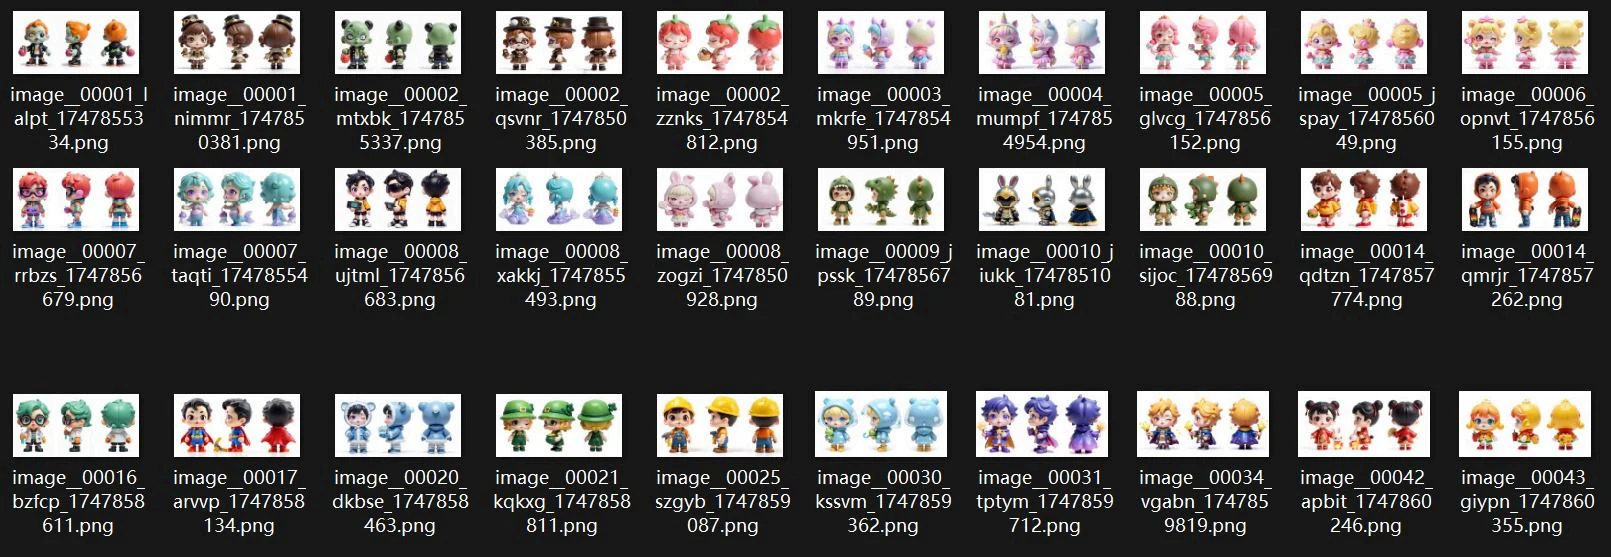 image__00001_l
alpt_17478553
34.png
image__00001_
nimmr_174785
0381.png
image__00002_
mtxbk_174785
5337.png
image__00002_
qsvnr_1747850
385.png
image__00002_
zznks_1747854
812.png
image__00003_
mkrfe_1747854
951.png
image__00004_
mumpf_174785
4954.png
image__00005_
glvcg_1747856
152.png
image__00005_j
spay_17478560
49.png
image__00006_
opnvt_1747856
155.png
image__00007_
rrbzs_1747856
679.png
image__00007_
taqti_17478554
90.png
image__00008_
ujtml_1747856
683.png
image__00008_
xakkj_1747855
493.png
image__00008_
zogzi_1747850
928.png
image__00009_j
pssk_17478567
89.png
image__00010_j
iukk_17478510
81.png
image__00010_
sijoc_17478569
88.png
image__00014_
qdtzn_1747857
774.png
image__00014_
qmrjr_1747857
262.png
image__00016_
bzfcp_1747858
611.png
image__00017_
arvvp_1747858
134.png
image__00020_
dkbse_1747858
463.png
image__00021_
kqkxg_1747858
811.png
image__00025_
szgyb_1747859
087.png
image__00030_
kssvm_1747859
362.png
image__00031_
tptym_1747859
712.png
image__00034_
vgabn_174785
9819.png
image__00042_
apbit_1747860
246.png
image__00043_
giypn_1747860
355.png